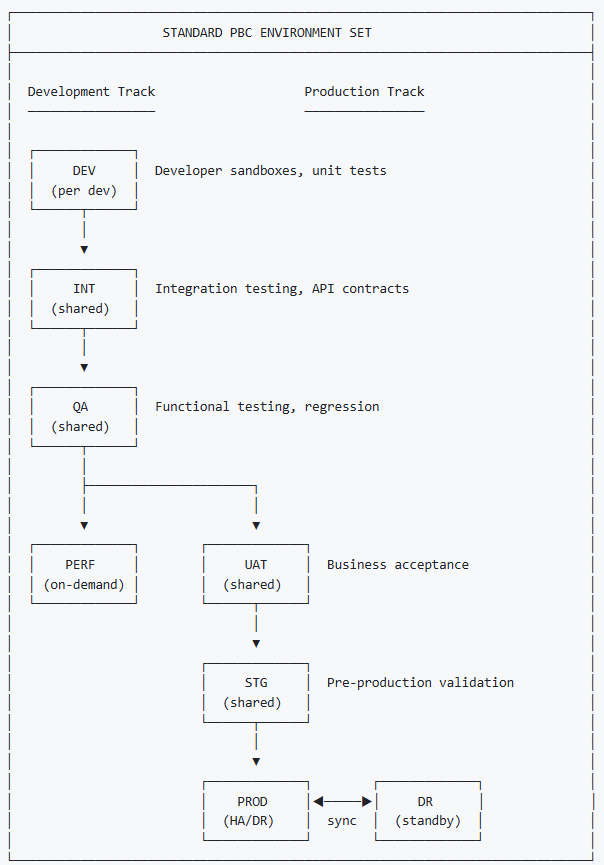 STANDARD PBC ENVIRONMENT SET
Development Track Production Track
DEV Developer sandboxes, unit tests
(per dev)
INT Integration testing, API contracts
(shared)
QA Functional testing, regression
(shared)
PERF UAT Business acceptance
(on-demand) (shared)
STG Pre-production validation
(shared)
PROD DR
(HA/DR) sync (standby)